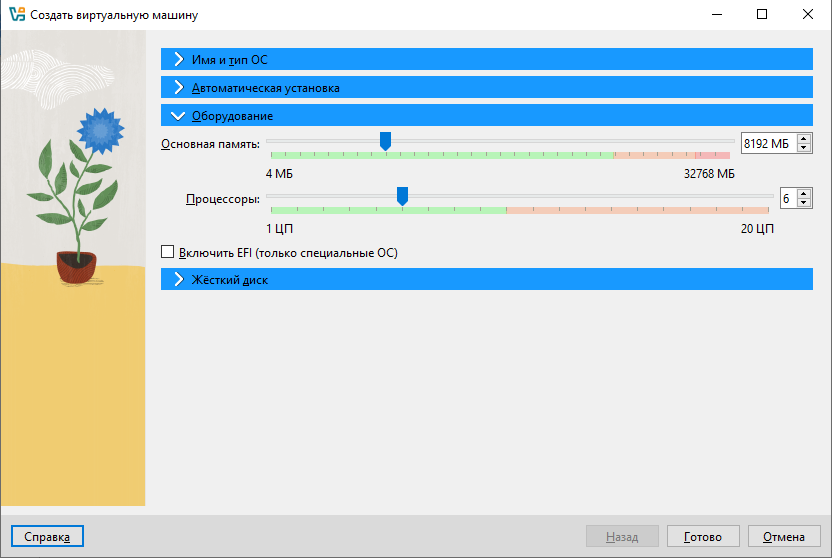 Создать виртуальную машину
Имя и тип ОС
Автоматическая установка
Оборудование
Основная память: 8192 МБ
4 МБ 32768 МБ
Процессоры: 6
1 ЦП 20 ЦП
Включить EFI (только специальные ОС)
Жёсткий диск
Справка Назад Готово Отмена